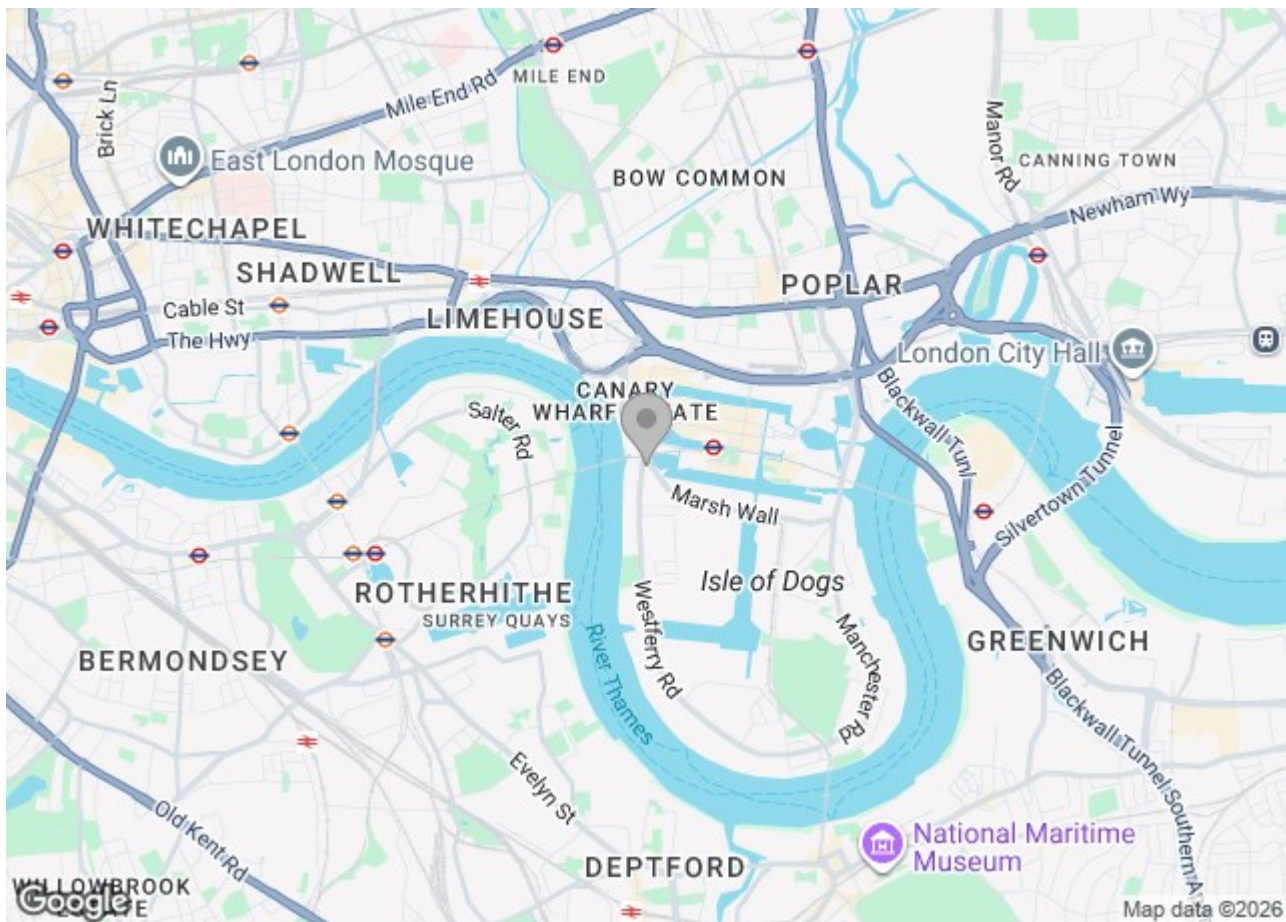 MILE END
Mile End Rd
Brick Ln
East London Mosque
BOW COMMON
Manor Rd
CANNING TOWN
Newham Wy
WHITECHAPEL
SHADWELL
POPLAR
Cable St
The Hwy
LIMEHOUSE
London City Hall
CANARY
WHARF
ATE
Salter Rd
Blackwall Tunl
Silvertown Tunnel
Marsh Wall
Isle of Dogs
ROTHERHITHE
SURREY QUAYS
Westferry Rd
River Thames
Manchester Rd
GREENWICH
BERMONDSEY
Blackwall Tunnel Southern A
Evelyn St
Old Kent Rd
National Maritime
Museum
DEPTFORD
WILLOWBROOK
Google
Map data ©2026